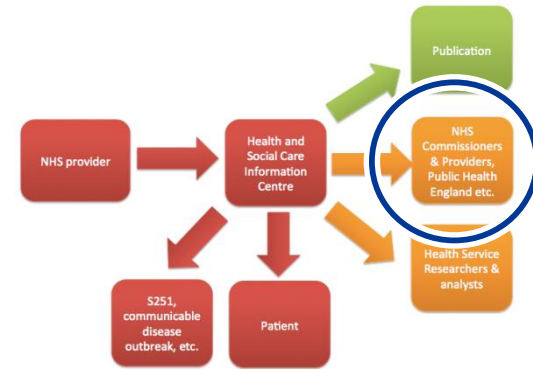 Publication
NHS provider
Health and
Social Care
Information
Centre
NHS
Commissioners
& Providers,
Public Health
England etc.
Health Service
Researchers &
analysts
S251,
communicable
disease
outbreak, etc.
Patient